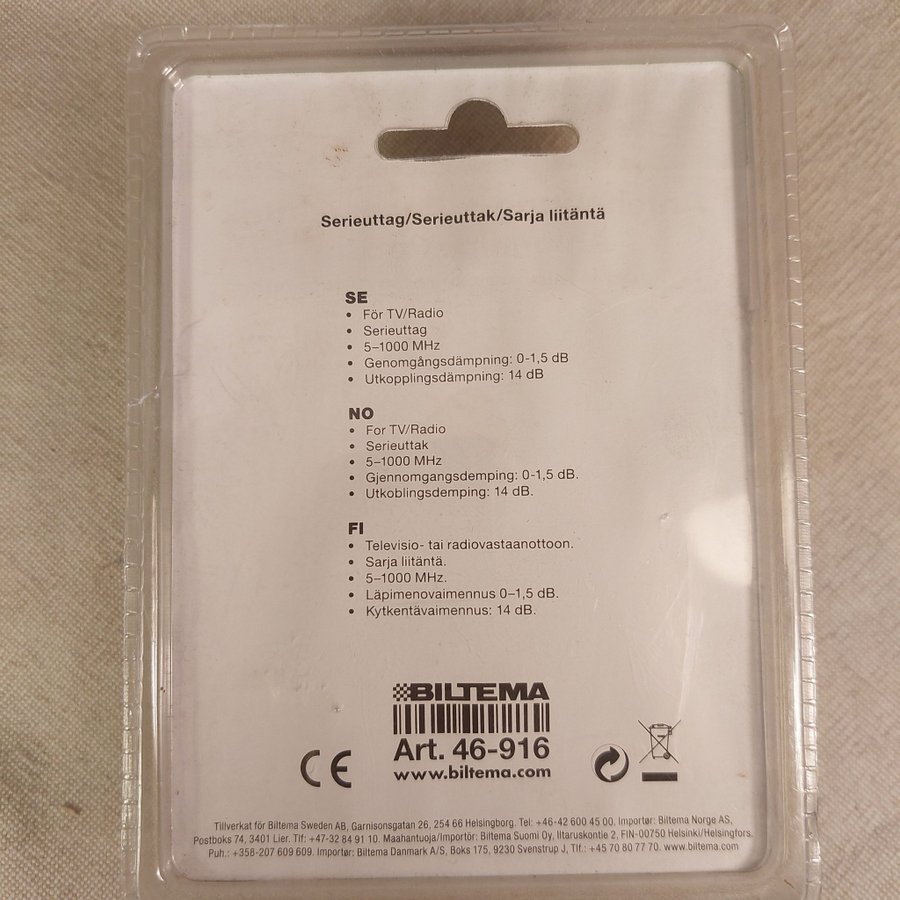 Serieuttag/Serieuttak/Sarja liitäntä
SE
• För TV/Radio
• Serieuttag
• 5–1000 MHz
• Genomgångsdämpning: 0-1,5 dB
• Utkopplingsdämpning: 14 dB
NO
• For TV/Radio
• Serieuttak
• 5–1000 MHz
• Gjennomgangsdemping: 0-1,5 dB.
• Utkoblingsdemping: 14 dB.
FI
• Televisio- tai radiovastaanottoon.
• Sarja liitäntä.
• 5–1000 MHz.
• Läpimenovaimennus 0–1,5 dB.
• Kytkentävaimennus: 14 dB.
BILTEMA
Art. 46-916
www.biltema.com
CE
Tillverkat för Biltema Sweden AB, Garnisonsgatan 26, 254 66 Helsingborg. Tel: +46-42 600 45 00. Importør: Biltema Norge AS,
Postboks 74, 3401 Lier. Tlf: +47-32 84 91 10. Maahantuoja/Importör: Biltema Suomi Oy, Iltaruskontie 2, FIN-00750 Helsinki/Helsingfors.
Puh.: +358-207 609 609. Importør: Biltema Danmark A/S, Boks 175, 9230 Svenstrup J, Tlf.: +45 70 80 77 70. www.biltema.com